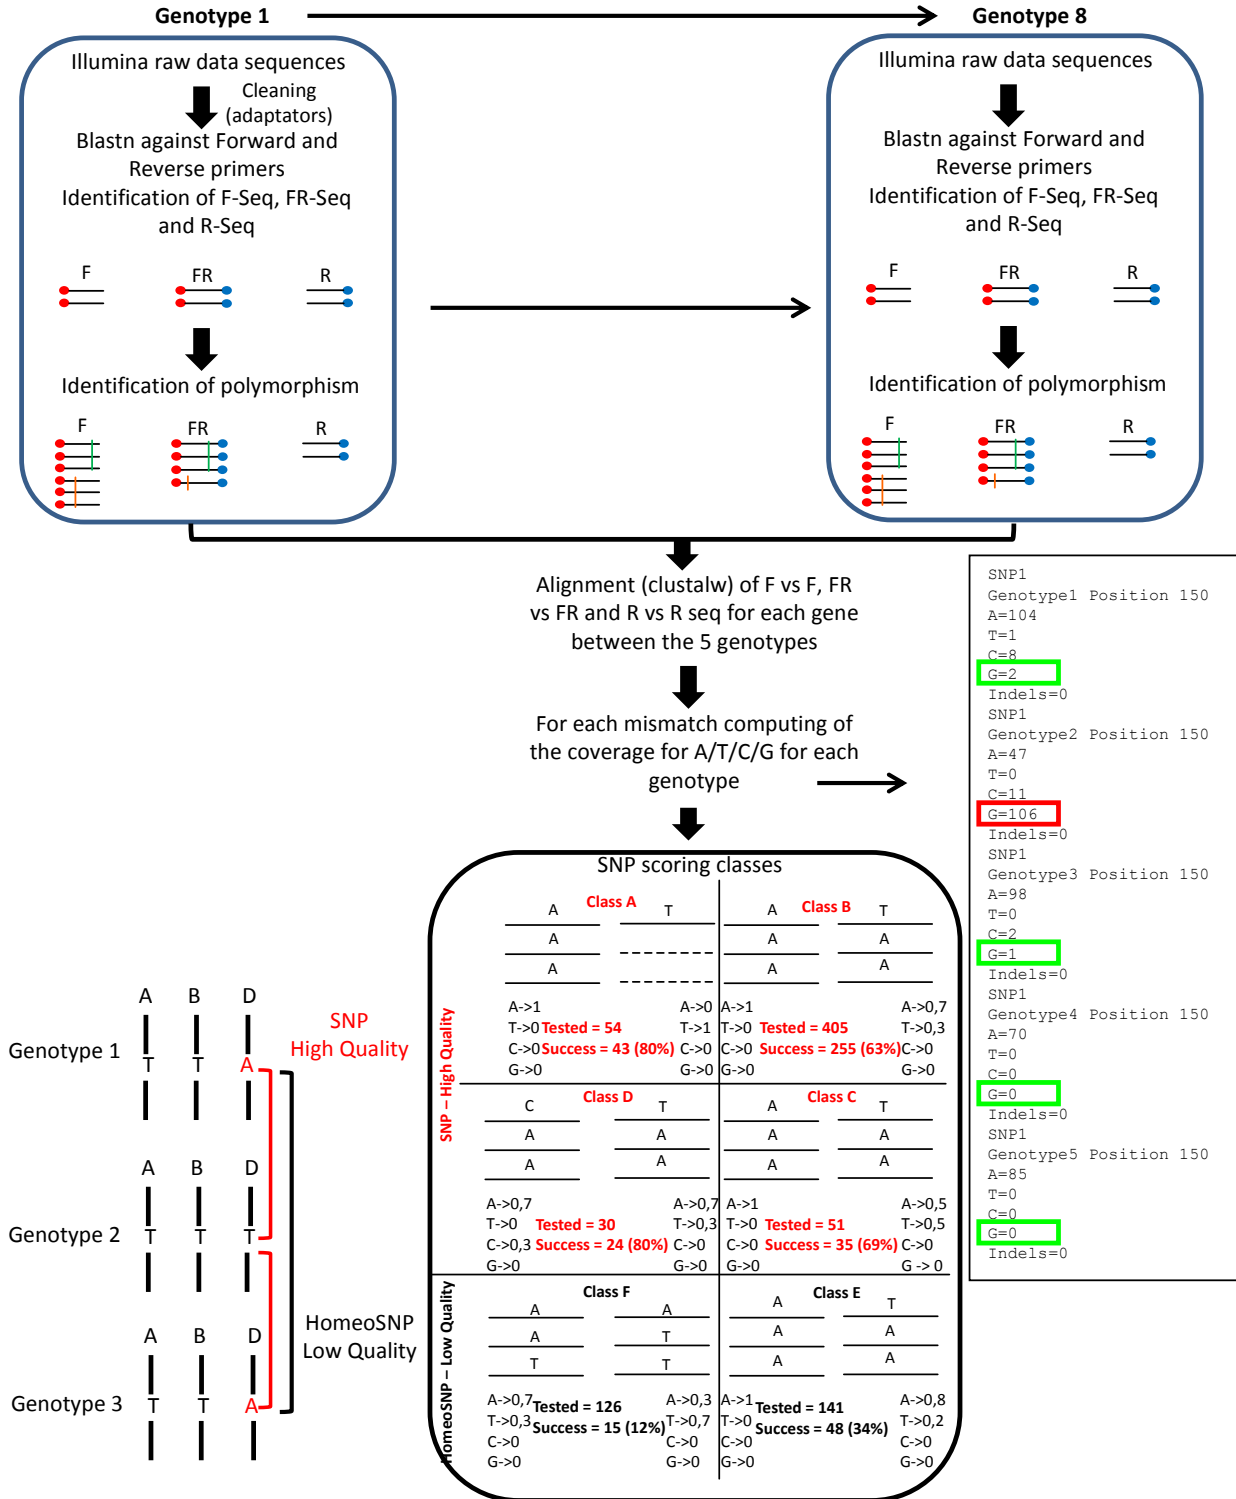 Genotype 1
Genotype 8
Illumina raw data sequences
Cleaning
(adaptators)
Blastn against Forward and
Reverse primers
Identification of F-Seq, FR-Seq
and R-Seq
F
FR
R
Identification of polymorphism
F
FR
R
Illumina raw data sequences
Blastn against Forward and
Reverse primers
Identification of F-Seq, FR-Seq
and R-Seq
F
FR
R
Identification of polymorphism
F
FR
R
Alignment (clustalw) of F vs F, FR
vs FR and R vs R seq for each gene
between the 5 genotypes
For each mismatch computing of
the coverage for A/T/C/G for each
genotype
SNP1
Genotype1 Position 150
A=104
T=1
C=8
G=2
Indels=0
SNP1
Genotype2 Position 150
A=47
T=0
C=11
G=106
Indels=0
SNP1
Genotype3 Position 150
A=98
T=0
C=2
G=1
Indels=0
SNP1
Genotype4 Position 150
A=70
T=0
C=0
G=0
Indels=0
SNP1
Genotype5 Position 150
A=85
T=0
C=0
G=0
Indels=0
A B D
Genotype 1
T T A
SNP
High Quality
A B D
Genotype 2
T T T
HomeoSNP
Low Quality
A B D
Genotype 3
T T A
SNP scoring classes
SNP – High Quality
HomeoSNP – Low Quality
Class A
A T
A
A
A->1 A->0
T->0 Tested = 54 T->1
C->0 Success = 43 (80%) C->0
G->0 G->0
Class B
A T
A A
A A
A->1 A->0,7
T->0 Tested = 405 T->0,3
C->0 Success = 255 (63%) C->0
G->0 G->0
Class D
C T
A A
A A
A->0,7 A->0,7
T->0 Tested = 30 T->0,3
C->0,3 Success = 24 (80%) C->0
G->0 G->0
Class C
A T
A A
A A
A->1 A->0,5
T->0 Tested = 51 T->0,5
C->0 Success = 35 (69%) C->0
G->0 G -> 0
Class F
A A
A T
T T
A->0,7 Tested = 126 A->0,3
T->0,3 Success = 15 (12%) T->0,7
C->0 C->0
G->0 G->0
Class E
A T
A A
A A
A->1 Tested = 141 A->0,8
T->0 Success = 48 (34%) T->0,2
C->0 C->0
G->0 G->0